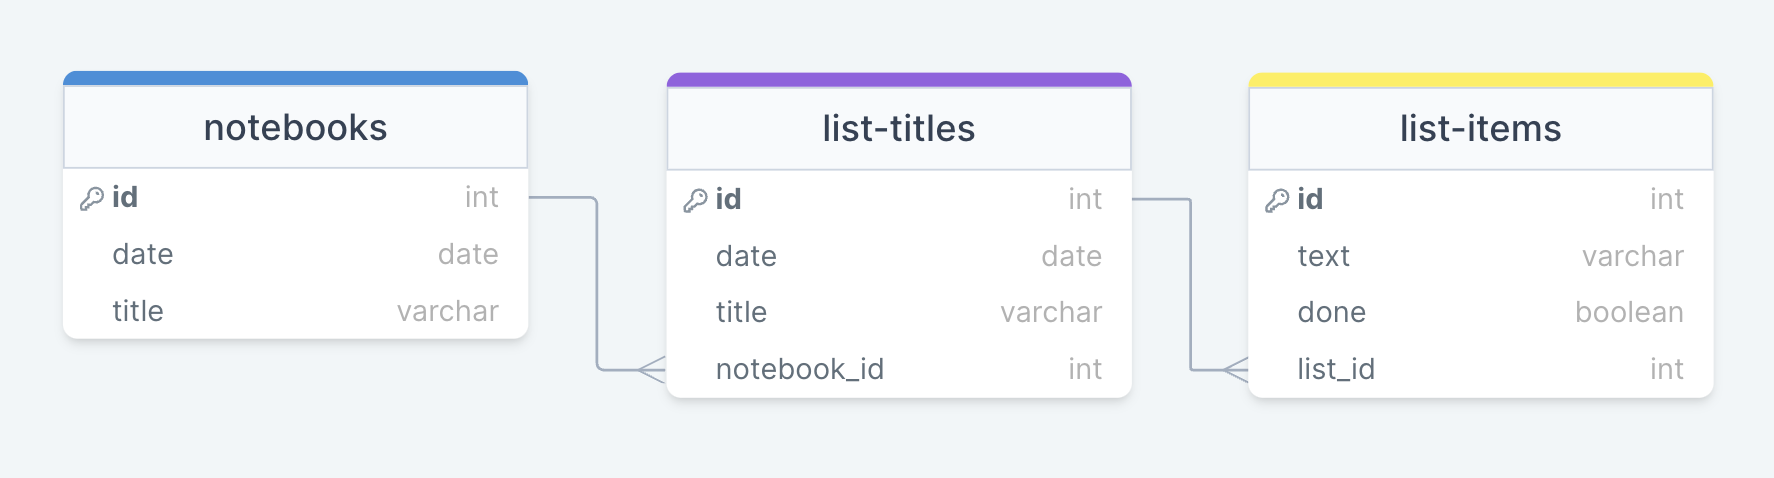 notebooks
id int
date date
title varchar
list-titles
id int
date date
title varchar
notebook_id int
list-items
id int
text varchar
done boolean
list_id int